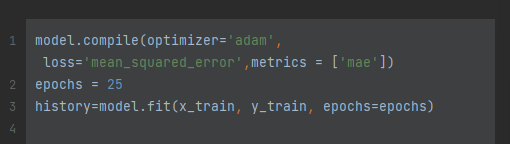 1 model.compile(optimizer='adam',
loss='mean_squared_error',metrics = ['mae'])
2 epochs = 25
3 history=model.fit(x_train, y_train, epochs=epochs)
4